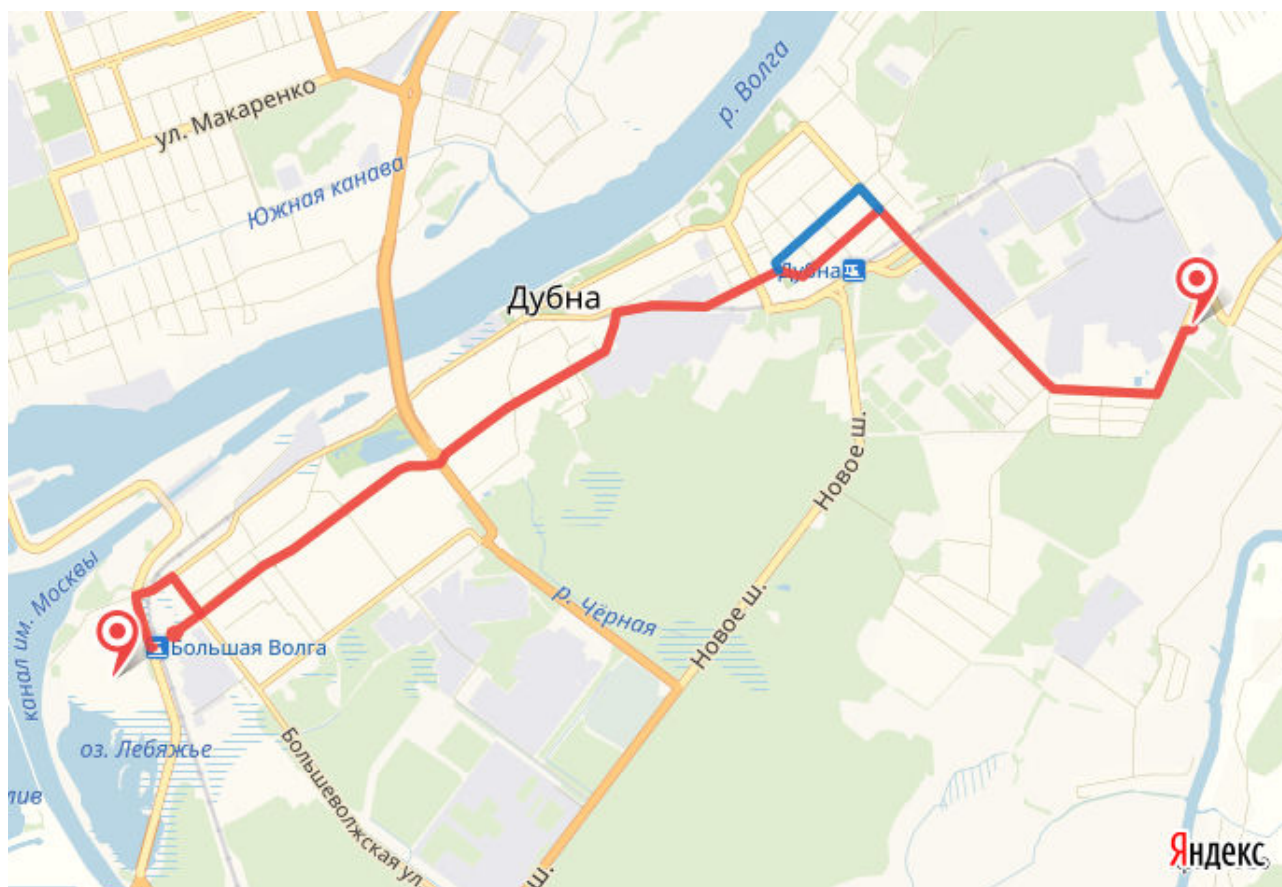 ул. Макаренко
р. Волга
Южная канава
Дубна
Дубна
Новое ш.
канал им. Москвы
р. Чёрная
Большая Волга
Новое ш.
оз. Лебяжье
Большеволжская ул.
лив
ш.
Яндекс